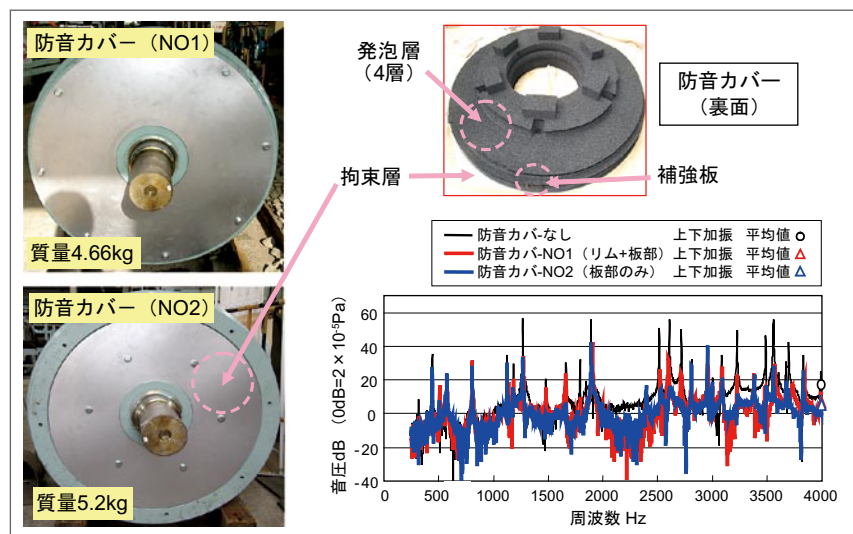 防音カバー（NO1）
質量4.66kg
防音カバー（NO2）
質量5.2kg
発泡層
（4層）
防音カバー
（裏面）
拘束層
補強板
防音カバ-なし 上下加振 平均値
防音カバ-NO1（リム+板部） 上下加振 平均値
防音カバ-NO2（板部のみ） 上下加振 平均値
音圧dB （0dB=2×10⁻⁵Pa)
60
40
20
0
-20
-40
0 500 1000 1500 2000 2500 3000 3500 4000
周波数 Hz